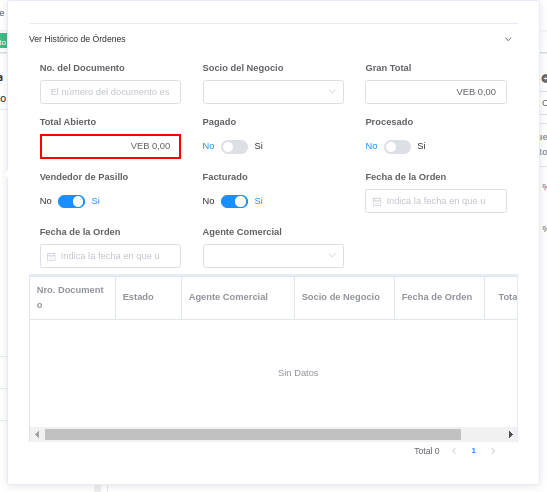 Ver Histórico de Órdenes
No. del Documento
Socio del Negocio
Gran Total
El número del documento es
VEB 0,00
Total Abierto
Pagado
Procesado
VEB 0,00
No Si
No Si
Vendedor de Pasillo
Facturado
Fecha de la Orden
No Si
No Si
Indica la fecha en que u
Fecha de la Orden
Agente Comercial
Indica la fecha en que u
Nro. Document
o
Estado
Agente Comercial
Socio de Negocio
Fecha de Orden
Tota
Sin Datos
Total 0
1